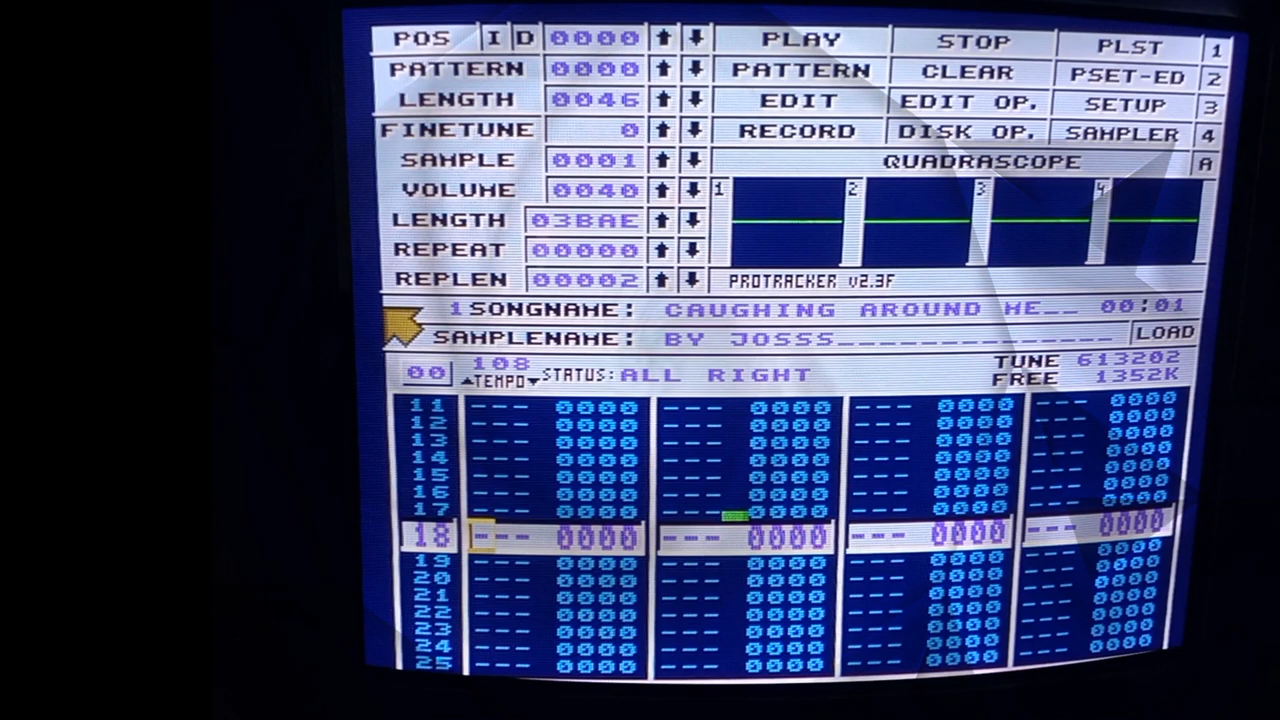 POS I D 0000 PLAY STOP PLST 1
PATTERN 0000 PATTERN CLEAR PSET-ED 2
LENGTH 0046 EDIT EDIT OP. SETUP 3
FINETUNE 0 RECORD DISK OP. SAMPLER 4
SAMPLE 0001 QUADRASCOPE A
VOLUME 0040 1 2 3 4
LENGTH 03BAE
REPEAT 00000
REPLEN 00002 PROTRACKER v2.3F
1 SONGNAME: CAUGHING AROUND ME__ 00:01
SAMPLENAME: BY JOSSS______________ LOAD
00 108 TUNE 613202
TEMPO STATUS: ALL RIGHT FREE 1352K
11 --- 0000 --- 0000 --- 0000 --- 0000
12 --- 0000 --- 0000 --- 0000 --- 0000
13 --- 0000 --- 0000 --- 0000 --- 0000
14 --- 0000 --- 0000 --- 0000 --- 0000
15 --- 0000 --- 0000 --- 0000 --- 0000
16 --- 0000 --- 0000 --- 0000 --- 0000
17 --- 0000 --- 0000 --- 0000 --- 0000
18 --- 0000 --- 0000 --- 0000 --- 0000
19 --- 0000 --- 0000 --- 0000 --- 0000
20 --- 0000 --- 0000 --- 0000 --- 0000
21 --- 0000 --- 0000 --- 0000 --- 0000
22 --- 0000 --- 0000 --- 0000 --- 0000
23 --- 0000 --- 0000 --- 0000 --- 0000
24 --- 0000 --- 0000 --- 0000 --- 0000
25 --- 0000 --- 0000 --- 0000